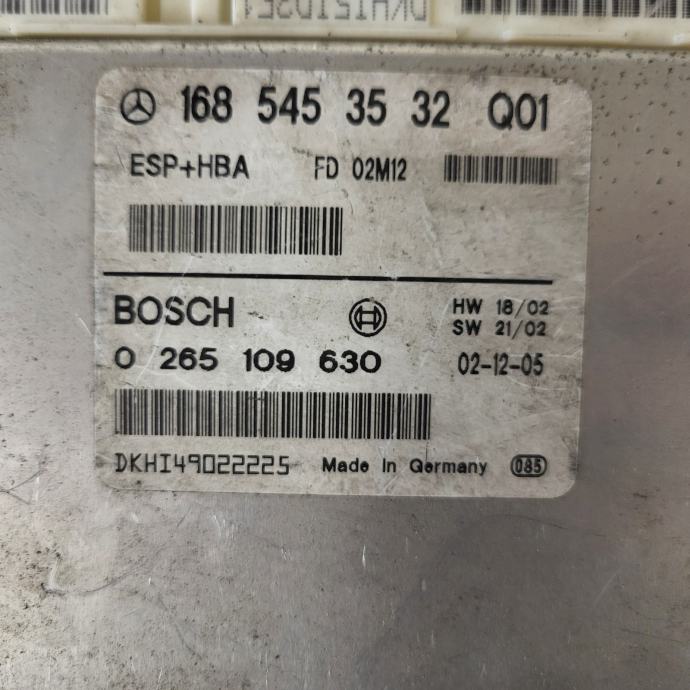 168 545 35 32 Q01
ESP+HBA FD 02M12
BOSCH HW 18/02
SW 21/02
0 265 109 630 02-12-05
DKHI49022225 Made In Germany 085